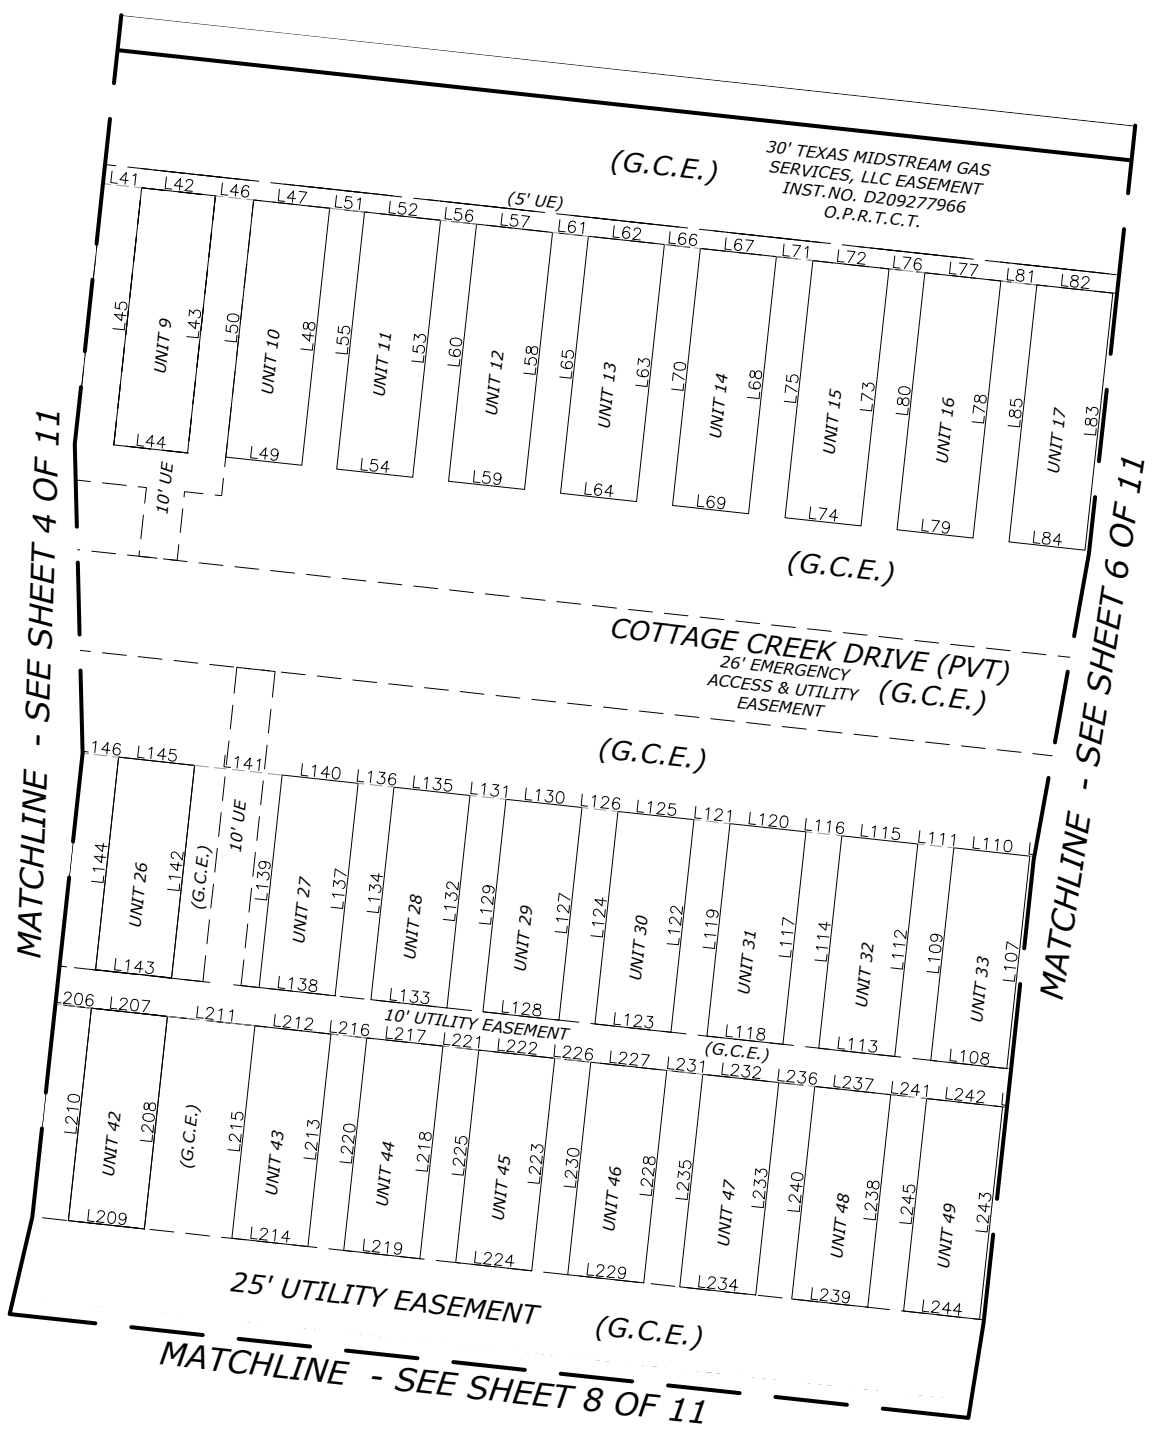 (G.C.E.)
30' TEXAS MIDSTREAM GAS
SERVICES, LLC EASEMENT
INST.NO. D209277966
O.P.R.T.C.T.
(5' UE)
L41
L42
L46
L47
L51
L52
L56
L57
L61
L62
L66
L67
L71
L72
L76
L77
L81
L82
L45
UNIT 9
L43
L50
UNIT 10
L48
L55
UNIT 11
L53
L60
UNIT 12
L58
L65
UNIT 13
L63
L70
UNIT 14
L68
L75
UNIT 15
L73
L80
UNIT 16
L78
L85
UNIT 17
L83
L44
L49
L54
L59
L64
L69
L74
L79
L84
10' UE
(G.C.E.)
MATCHLINE - SEE SHEET 4 OF 11
MATCHLINE - SEE SHEET 6 OF 11
COTTAGE CREEK DRIVE (PVT)
26' EMERGENCY
ACCESS & UTILITY
EASEMENT
(G.C.E.)
(G.C.E.)
L146
L145
L141
L140
L136
L135
L131
L130
L126
L125
L121
L120
L116
L115
L111
L110
L144
UNIT 26
L142
(G.C.E.)
10' UE
L139
UNIT 27
L137
L134
UNIT 28
L132
L129
UNIT 29
L127
L124
UNIT 30
L122
L119
UNIT 31
L117
L114
UNIT 32
L112
L109
UNIT 33
L107
L143
L138
L133
L128
L123
L118
L113
L108
10' UTILITY EASEMENT
(G.C.E.)
L206
L207
L211
L212
L216
L217
L221
L222
L226
L227
L231
L232
L236
L237
L241
L242
L210
UNIT 42
L208
(G.C.E.)
L215
UNIT 43
L213
L220
UNIT 44
L218
L225
UNIT 45
L223
L230
UNIT 46
L228
L235
UNIT 47
L233
L240
UNIT 48
L238
L245
UNIT 49
L243
L209
L214
L219
L224
L229
L234
L239
L244
25' UTILITY EASEMENT
(G.C.E.)
MATCHLINE - SEE SHEET 8 OF 11